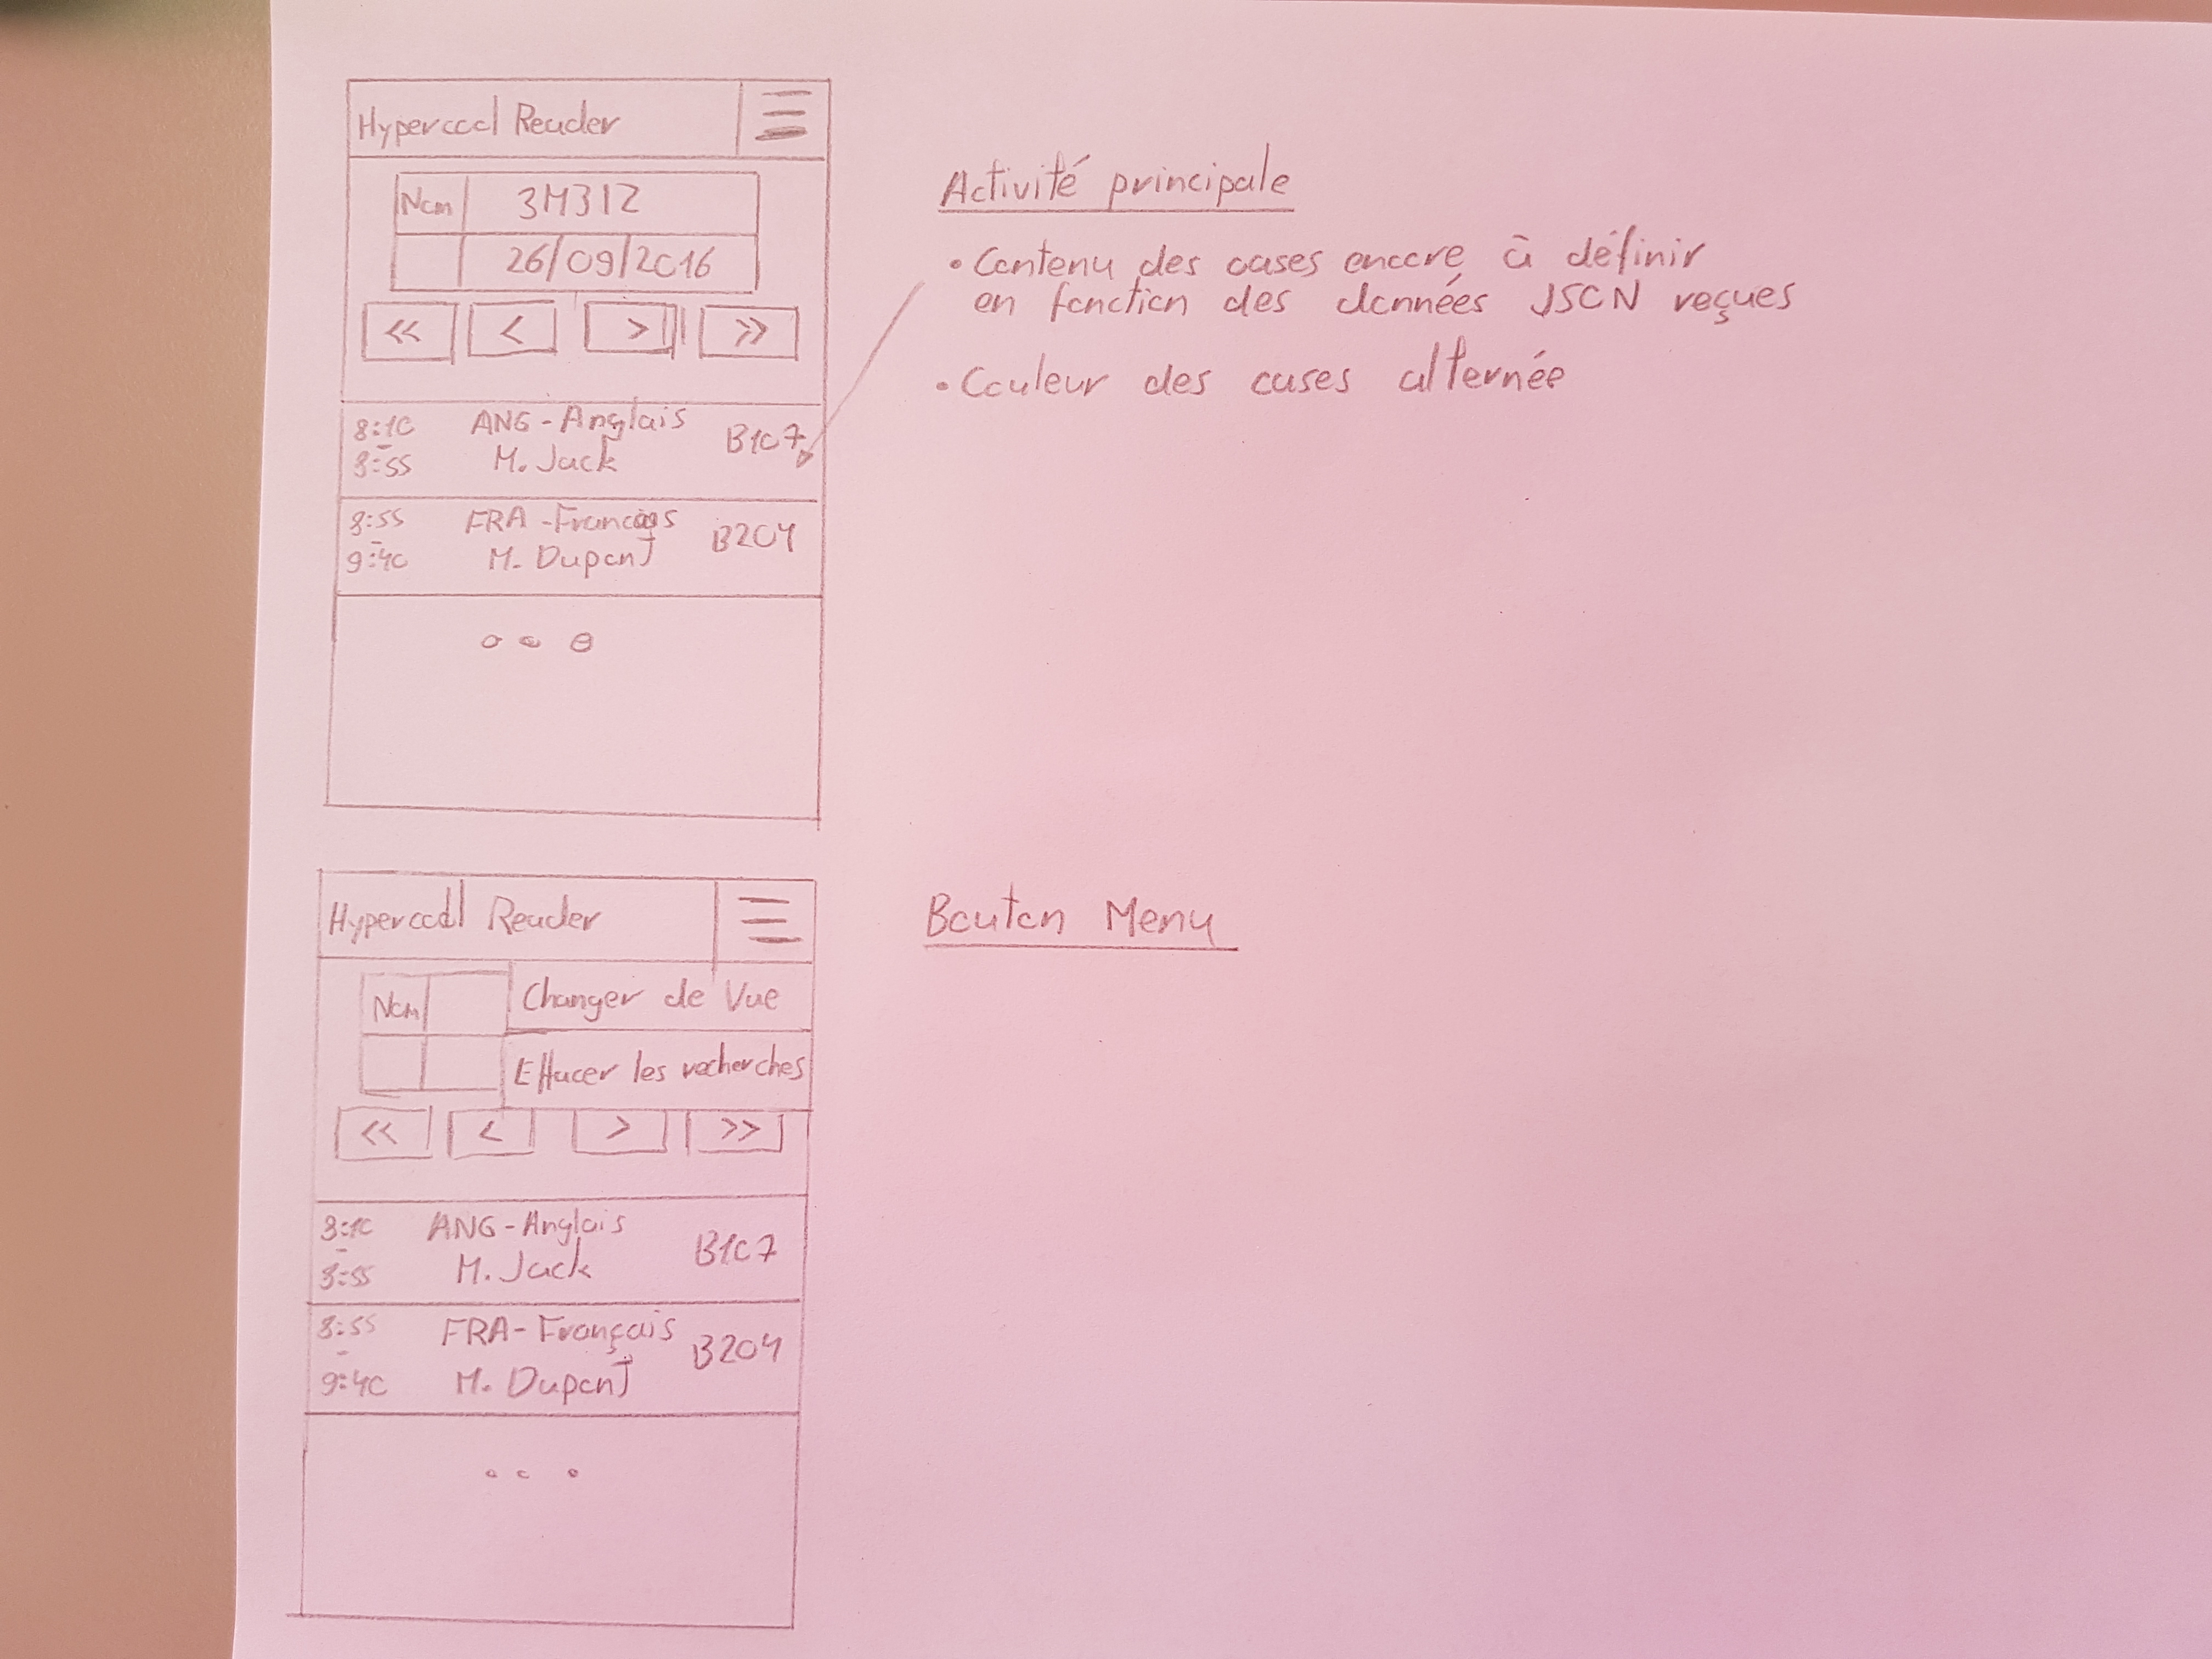 Hypercal Reader
Nom 3M312
26/09/2016
<< < > >>
8:10 ANG-Anglais B107
-
8:55 M. Jack
8:55 FRA-Français B204
-
9:40 M. Dupont
Activité principale
• Contenu des cases encore à définir
en fonction des données JSON reçues
• Couleur des cases alternée
Hypercal Reader
Nom Changer de Vue
Effacer les recherches
<< < > >>
8:10 ANG-Anglais B107
-
8:55 M. Jack
8:55 FRA-Français B204
-
9:40 M. Dupont
Bouton Menu